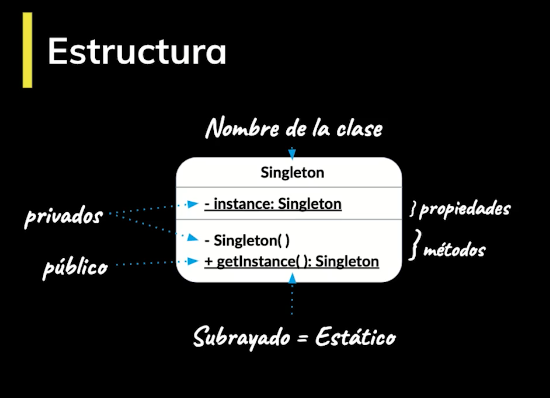 Estructura
Nombre de la clase
Singleton
- instance: Singleton
privados
} propiedades
- Singleton( )
público
+ getInstance( ): Singleton
} métodos
Subrayado = Estático